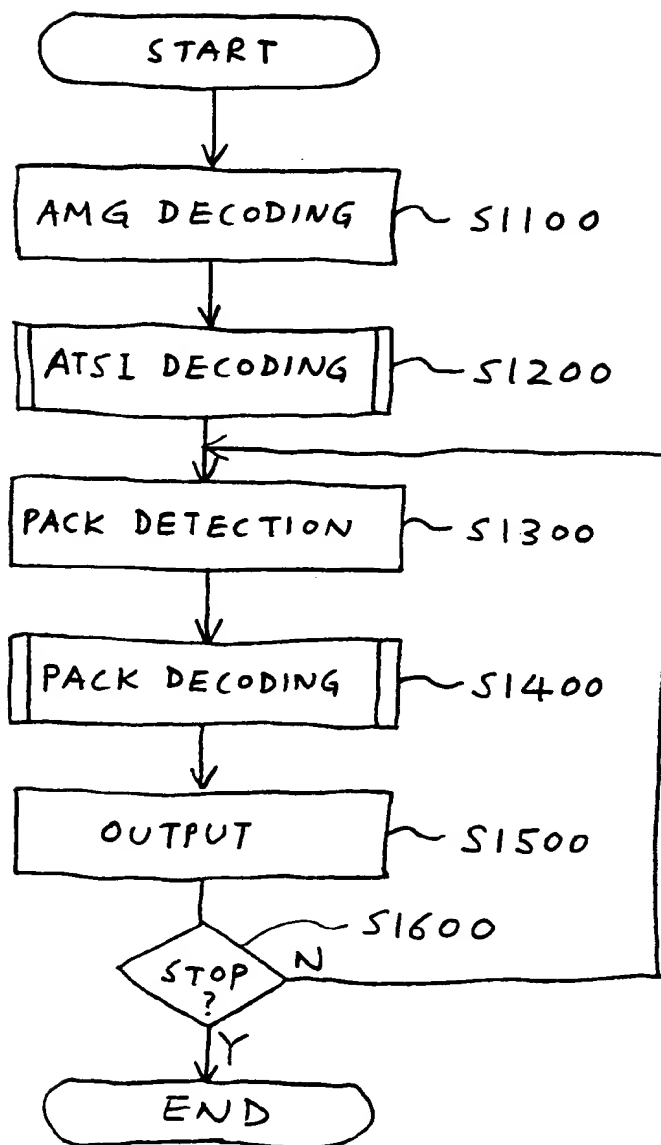 START
AMG DECODING
S1100
ATSI DECODING
S1200
PACK DETECTION
S1300
PACK DECODING
S1400
OUTPUT
S1500
S1600
STOP
?
N
Y
END